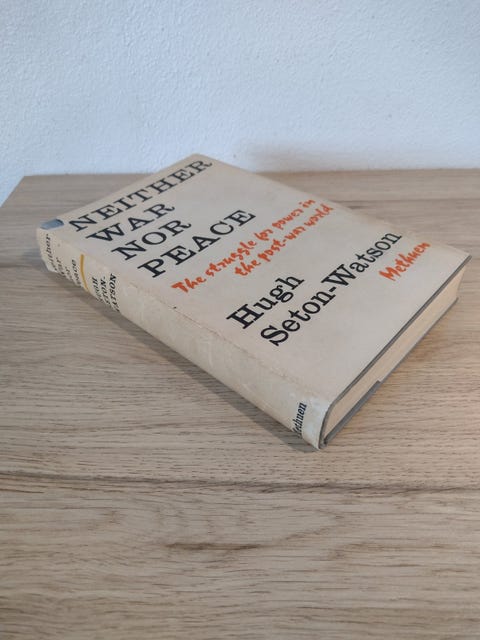 NEITHER
WAR
NOR
PEACE
The struggle for power in
the post-war world
Hugh
Seton-Watson
Methuen